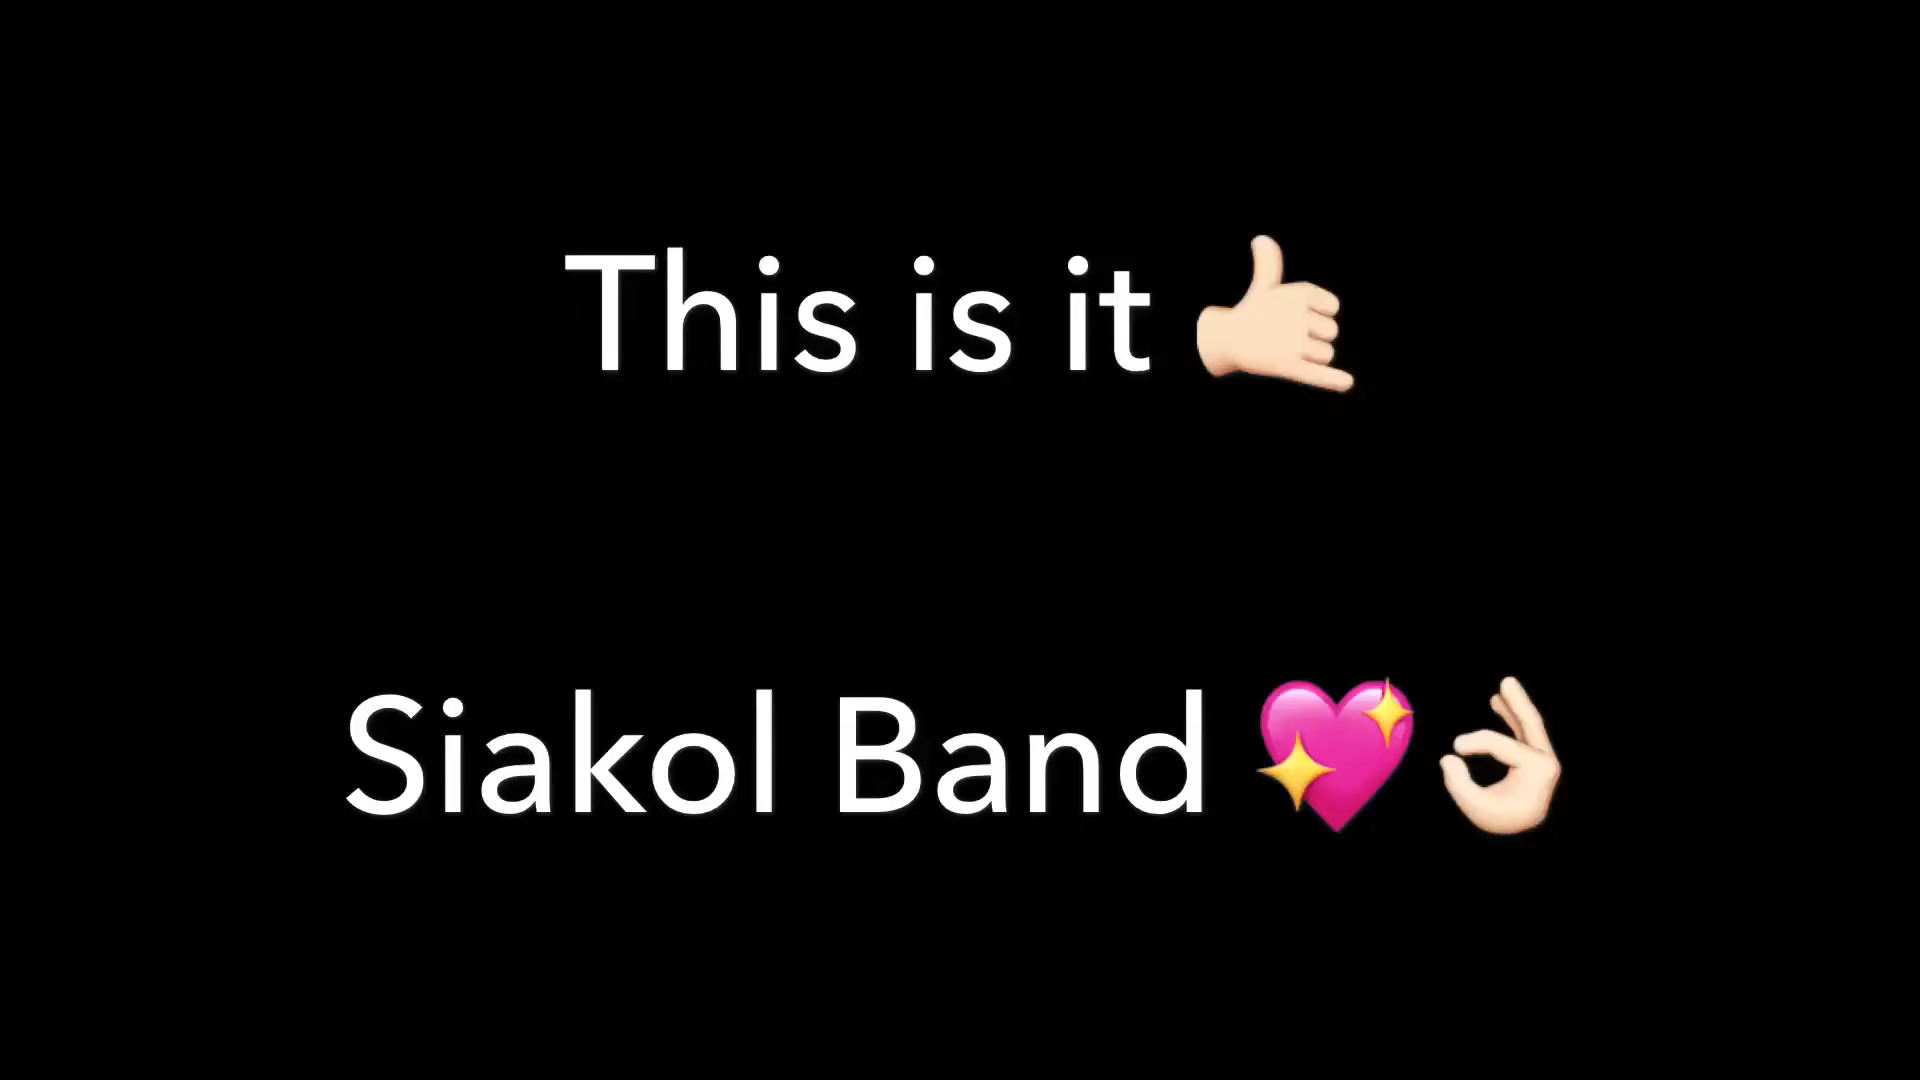 This is it 🤙🏻
Siakol Band 💖👌🏻